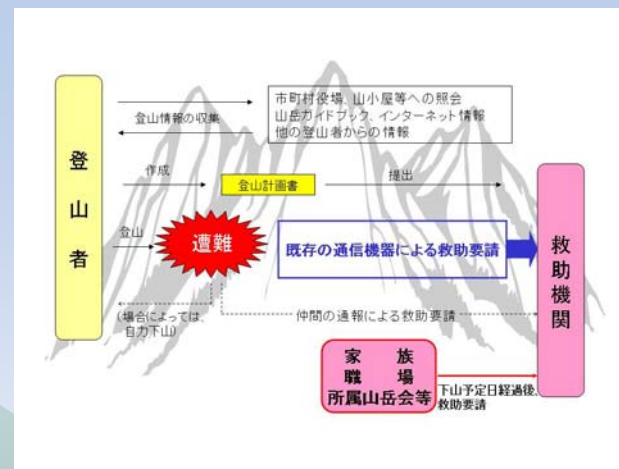 登山者
登山情報の収集
市町村役場、山小屋等への照会
山岳ガイドブック、インターネット情報
他の登山者からの情報
作成
登山計画書
提出
登山
遭難
既存の通信機器による救助要請
救助機関
(場合によっては、
自力下山)
仲間の通報による救助要請
家　族
職　場
所属山岳会等
下山予定日経過後、
救助要請